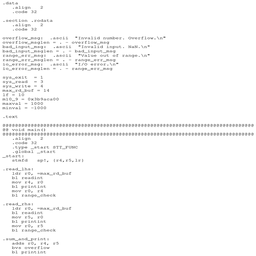 .data
.align 2
.code 32
.section .rodata
.align 2
.code 32
overflow_msg: .ascii "Invalid number. Overflow.\n"
overflow_msglen = . - overflow_msg
bad_input_msg: .ascii "Invalid input. NaN.\n"
bad_input_msglen = . - bad_input_msg
range_err_msg: .ascii "Value out of range.\n"
range_err_msglen = . - range_err_msg
io_error_msg: .ascii "I/O error.\n"
io_error_msglen = . - range_err_msg
sys_exit = 1
sys_read = 3
sys_write = 4
max_rd_buf = 14
lf = 10
m10_9 = 0x3b9aca00
maxval = 1000
minval = -1000
.text
## void main()
.align 2
.code 32
.type _start STT_FUNC
.global _start
_start:
stmfd {r4,r5,lr}
.read_lhs:
ldr r0, =max_rd_buf
bl readint
mov r4, r0
bl printint
mov r0, r4
bl range_check
.read_rhs:
ldr r0, =max_rd_buf
bl readint
mov r5, r0
bl printint
mov r0, r5
bl range_check
.sum_and_print:
adds r0, r4, r5
bvs overflow
bl printint